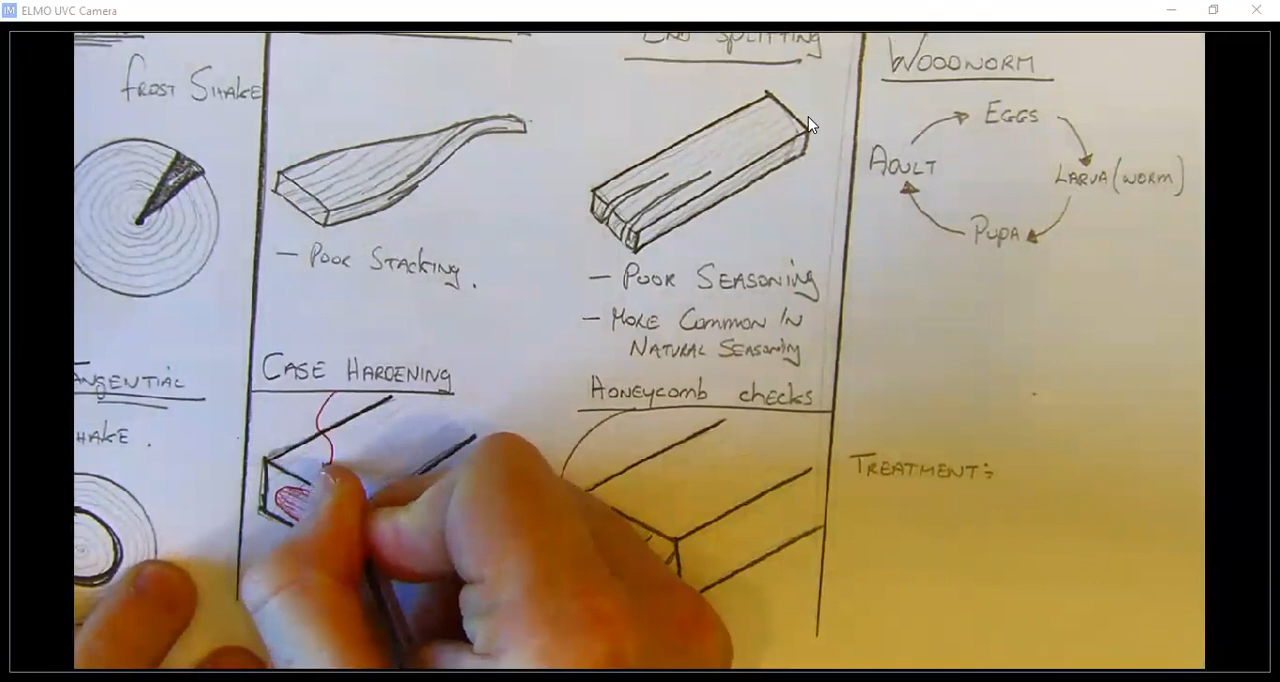 ELMO UVC Camera
FROST SHAKE
END SPLITTING
WOODWORM
EGGS
ADULT
LARVA (WORM)
PUPA
- POOR STACKING.
- POOR SEASONING
- MORE COMMON IN
NATURAL SEASONING
TANGENTIAL
SHAKE.
CASE HARDENING
HONEYCOMB checks
TREATMENT: